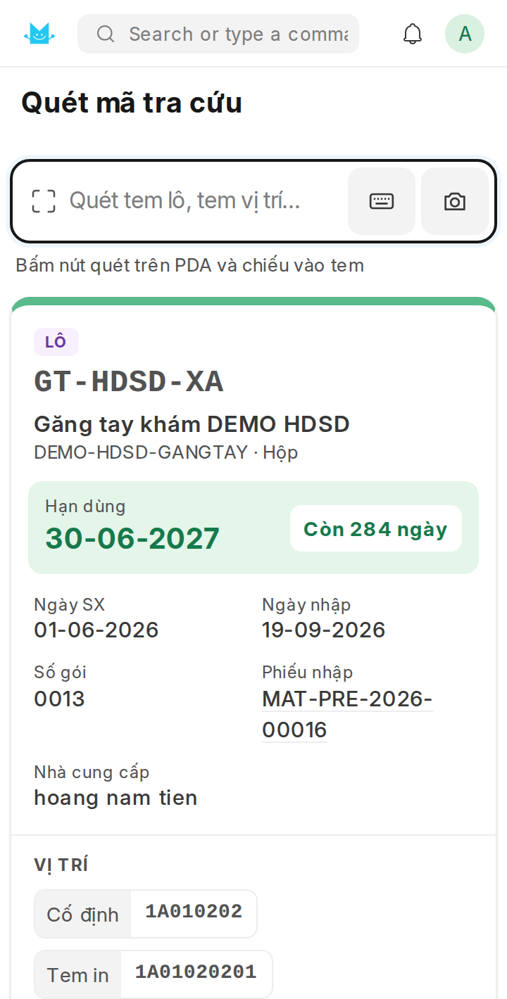 Search or type a comma
A
Quét mã tra cứu
Quét tem lô, tem vị trí...
Bấm nút quét trên PDA và chiếu vào tem
LÔ
GT-HDSD-XA
Găng tay khám DEMO HDSD
DEMO-HDSD-GANGTAY · Hộp
Hạn dùng
30-06-2027
Còn 284 ngày
Ngày SX
01-06-2026
Ngày nhập
19-09-2026
Số gói
0013
Phiếu nhập
MAT-PRE-2026-
00016
Nhà cung cấp
hoang nam tien
VỊ TRÍ
Cố định 1A010202
Tem in 1A01020201